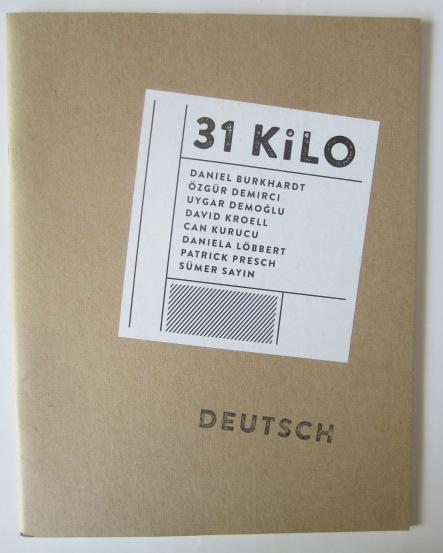 31 KiLO
DANIEL BURKHARDT
ÖZGÜR DEMIRCI
UYGAR DEMOĞLU
DAVID KROELL
CAN KURUCU
DANIELA LÖBBERT
PATRICK PRESCH
SÜMER SAYIN
DEUTSCH